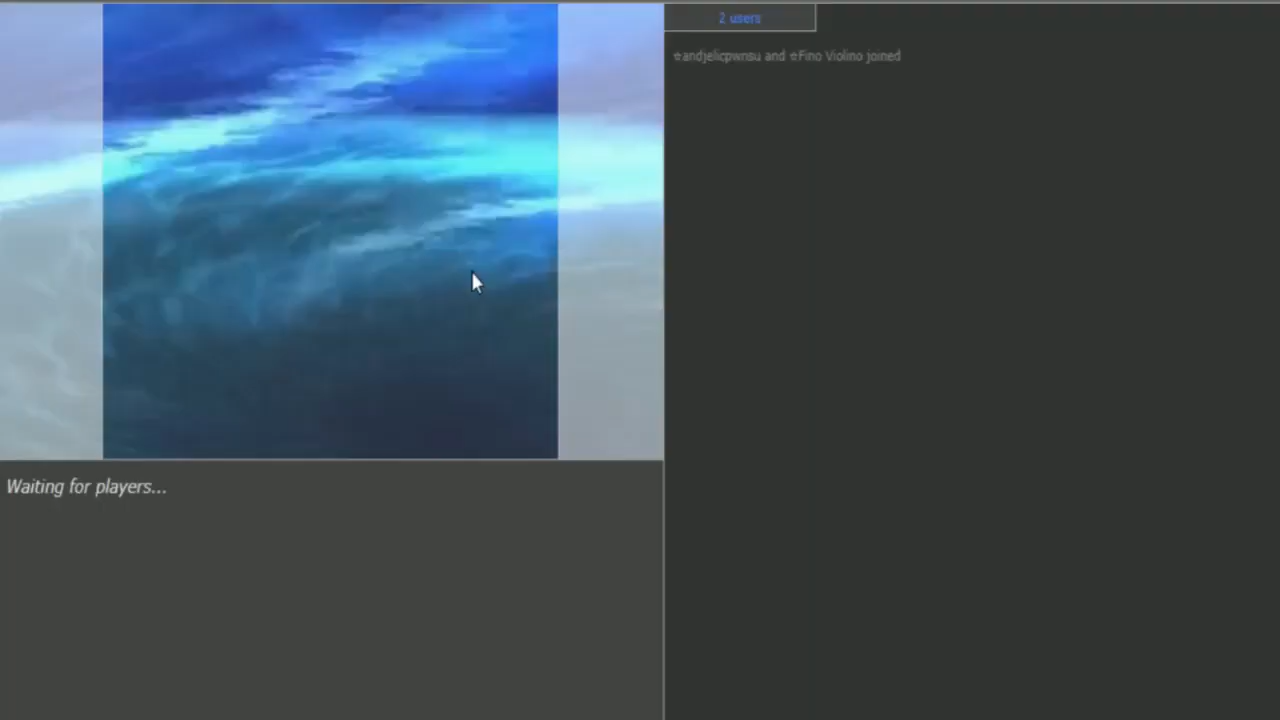 2 users
☆andjelicpwnsu and ☆Fino Violino joined
Waiting for players...